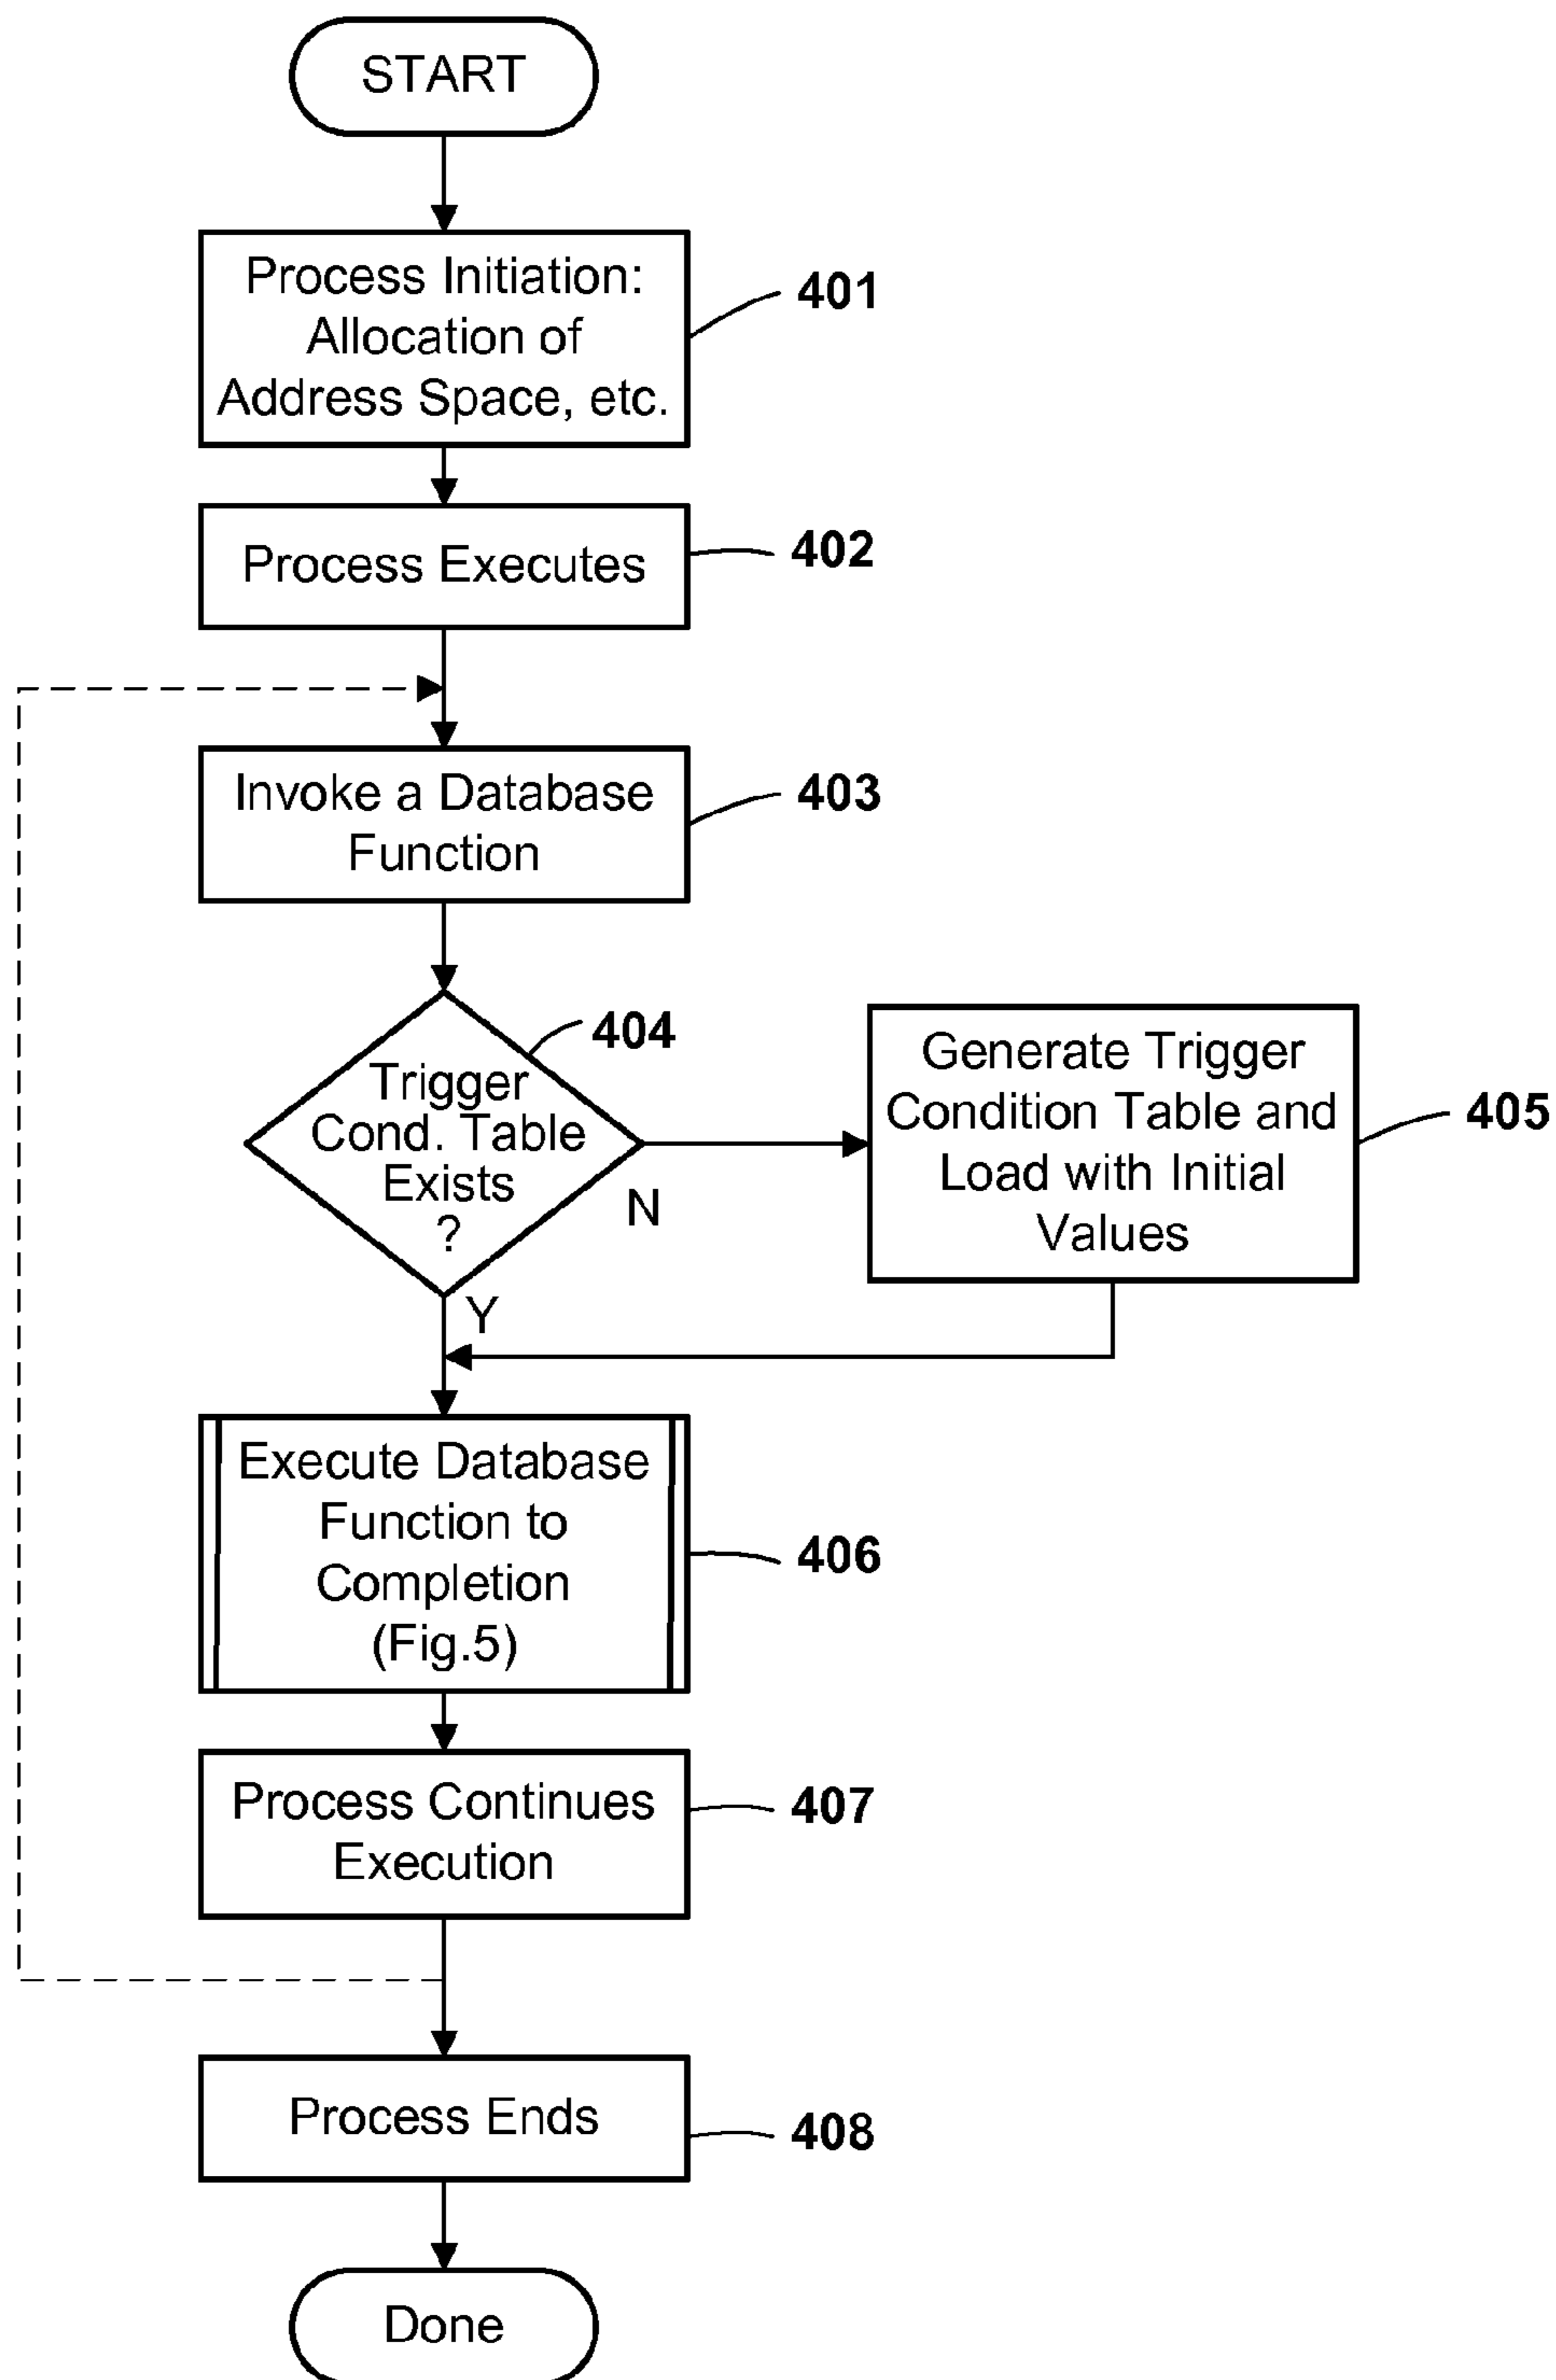 START
Process Initiation:
Allocation of
Address Space, etc.
401
Process Executes
402
Invoke a Database
Function
403
404
Trigger
Cond. Table
Exists
?
N
Y
Generate Trigger
Condition Table and
Load with Initial
Values
405
Execute Database
Function to
Completion
(Fig.5)
406
Process Continues
Execution
407
Process Ends
408
Done